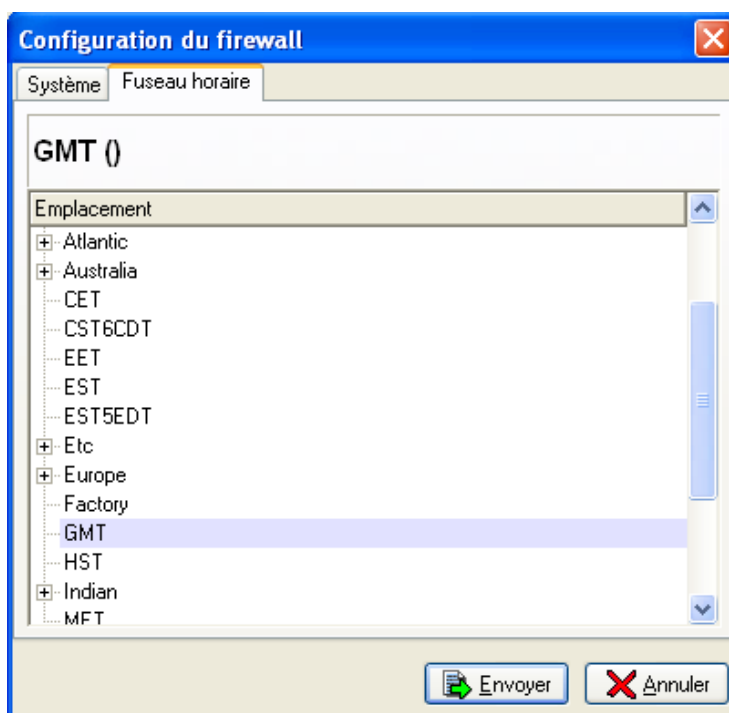 Configuration du firewall
Système Fuseau horaire
GMT ()
Emplacement
Atlantic
Australia
CET
CST6CDT
EET
EST
EST5EDT
Etc
Europe
Factory
GMT
HST
Indian
MET
Envoyer Annuler